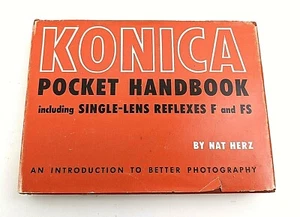 KONICA
POCKET HANDBOOK
including SINGLE-LENS REFLEXES F and FS
BY NAT HERZ
AN INTRODUCTION TO BETTER PHOTOGRAPHY